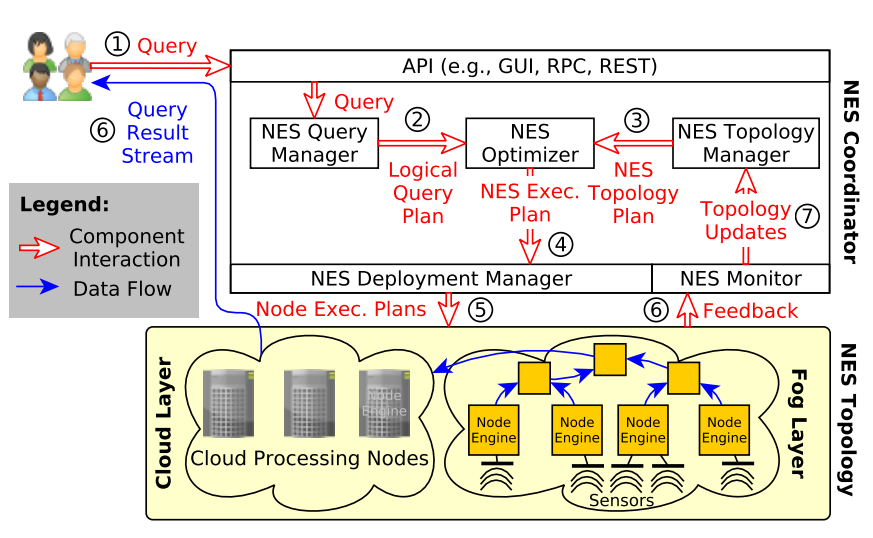 ① Query
API (e.g., GUI, RPC, REST)
Query
⑥ Query
Result
Stream
NES Query
Manager
②
NES
Optimizer
③
NES Topology
Manager
Logical
Query
Plan
NES Exec.
Plan
NES
Topology
Plan
Topology
Updates
⑦
④
NES Coordinator
Legend:
Component
Interaction
Data Flow
NES Deployment Manager
NES Monitor
Node Exec. Plans
⑤
⑥
Feedback
Cloud Layer
Node
Engine
Cloud Processing Nodes
Node
Engine
Node
Engine
Node
Engine
Node
Engine
Sensors
Fog Layer
NES Topology